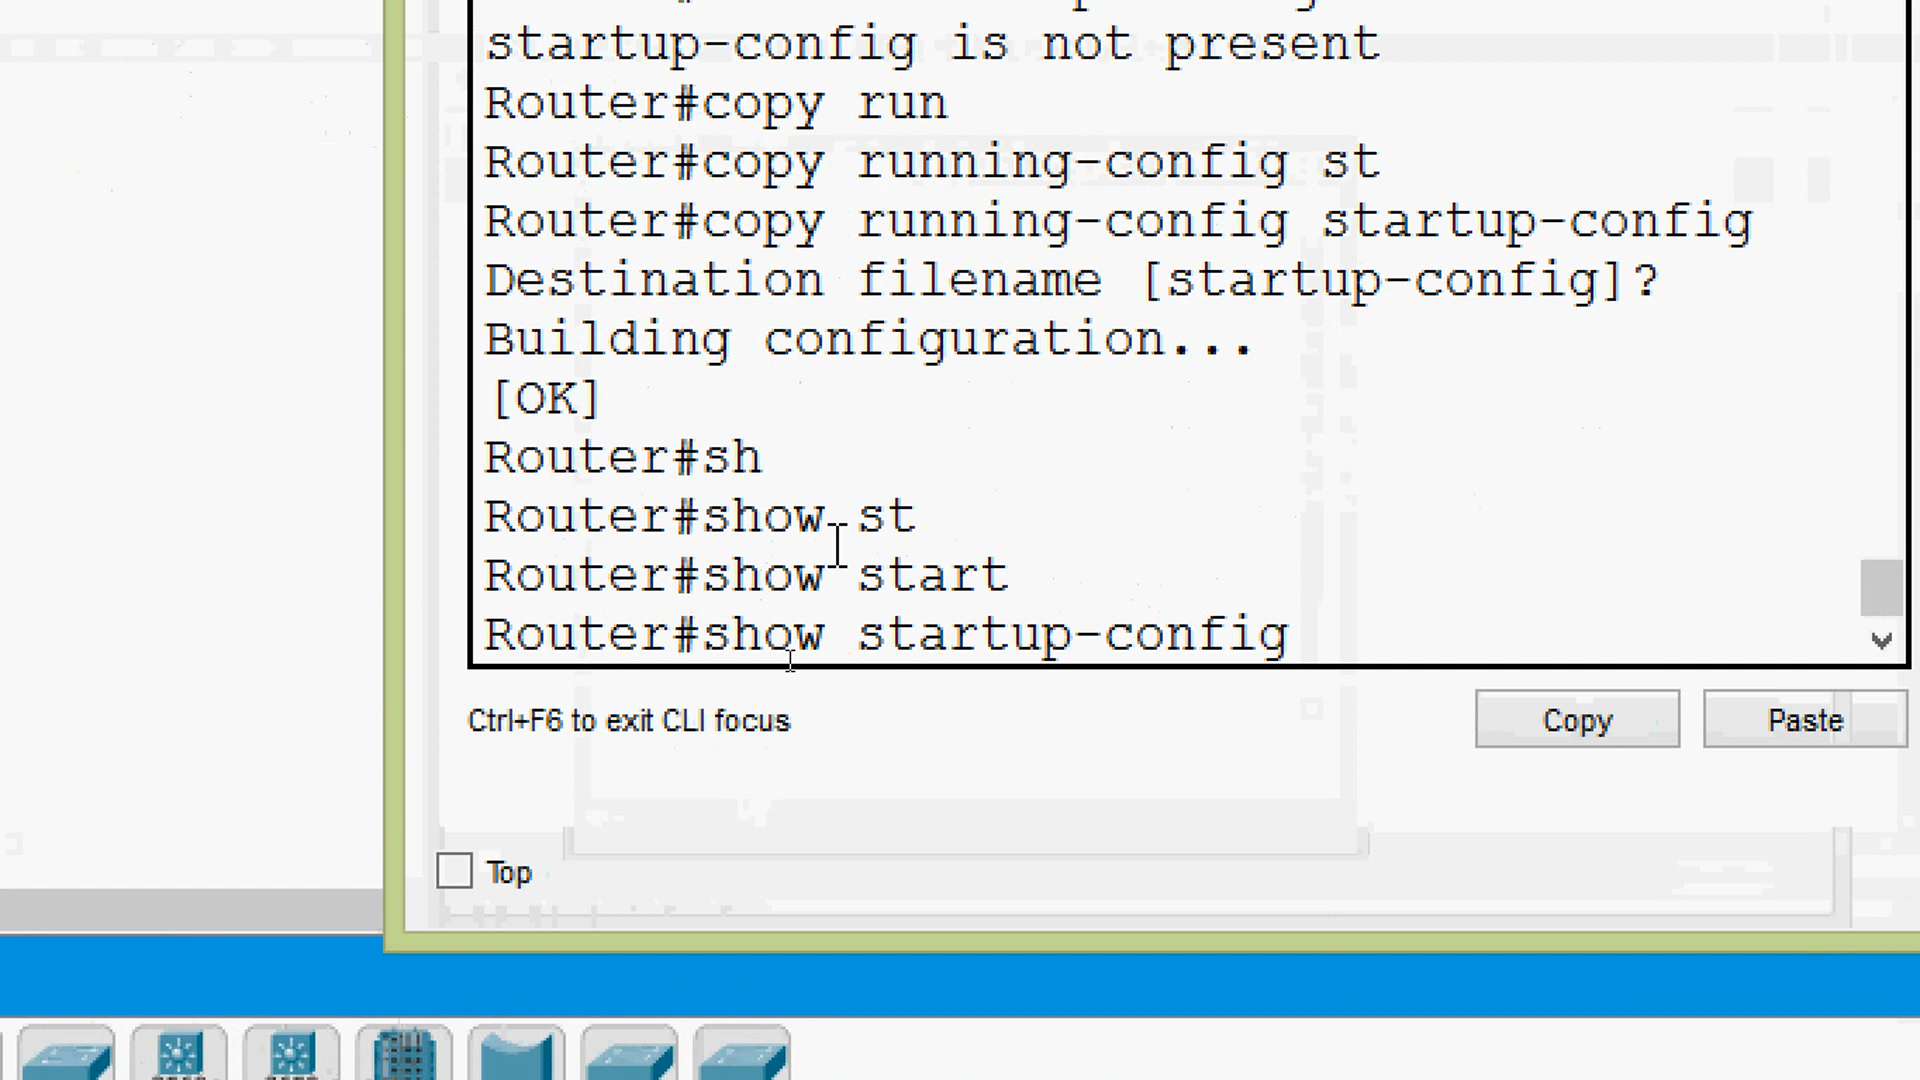 startup-config is not present
Router#copy run
Router#copy running-config st
Router#copy running-config startup-config
Destination filename [startup-config]?
Building configuration...
[OK]
Router#sh
Router#show st
Router#show start
Router#show startup-config
Ctrl+F6 to exit CLI focus
Copy
Paste
Top